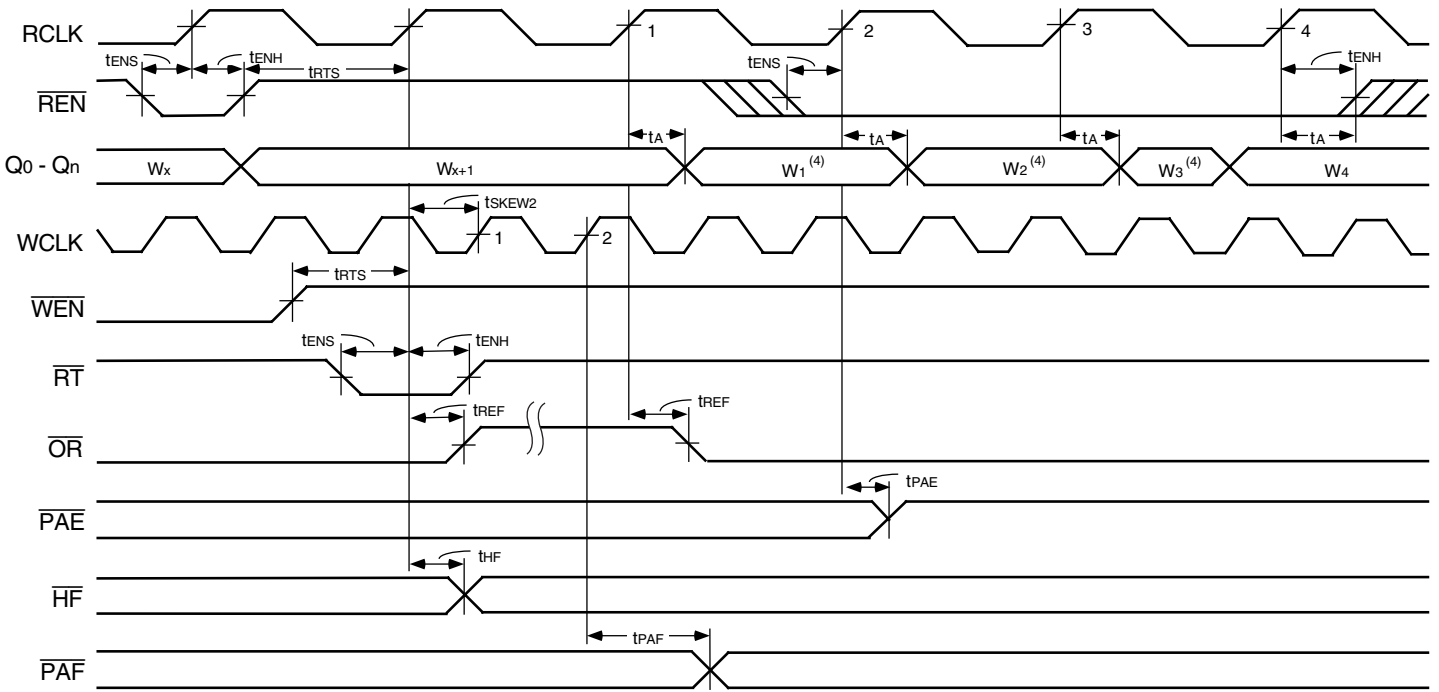 RCLK 1 2 3 4
tENS tENH tRTS tENS tENH
REN
tA tA tA tA
Q0 - Qn Wx Wx+1 W1(4) W2(4) W3(4) W4
tSKEW2
WCLK 1 2
tRTS
WEN
tENS tENH
RT
tREF tREF
OR
tPAE
PAE
tHF
HF
tPAF
PAF